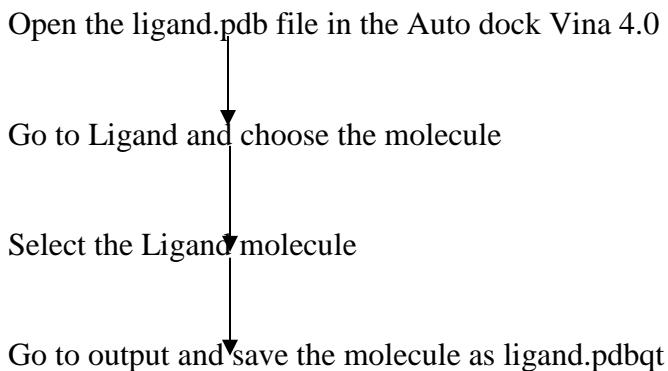 Open the ligand.pdb file in the Auto dock Vina 4.0
Go to Ligand and choose the molecule
Select the Ligand molecule
Go to output and save the molecule as ligand.pdbqt